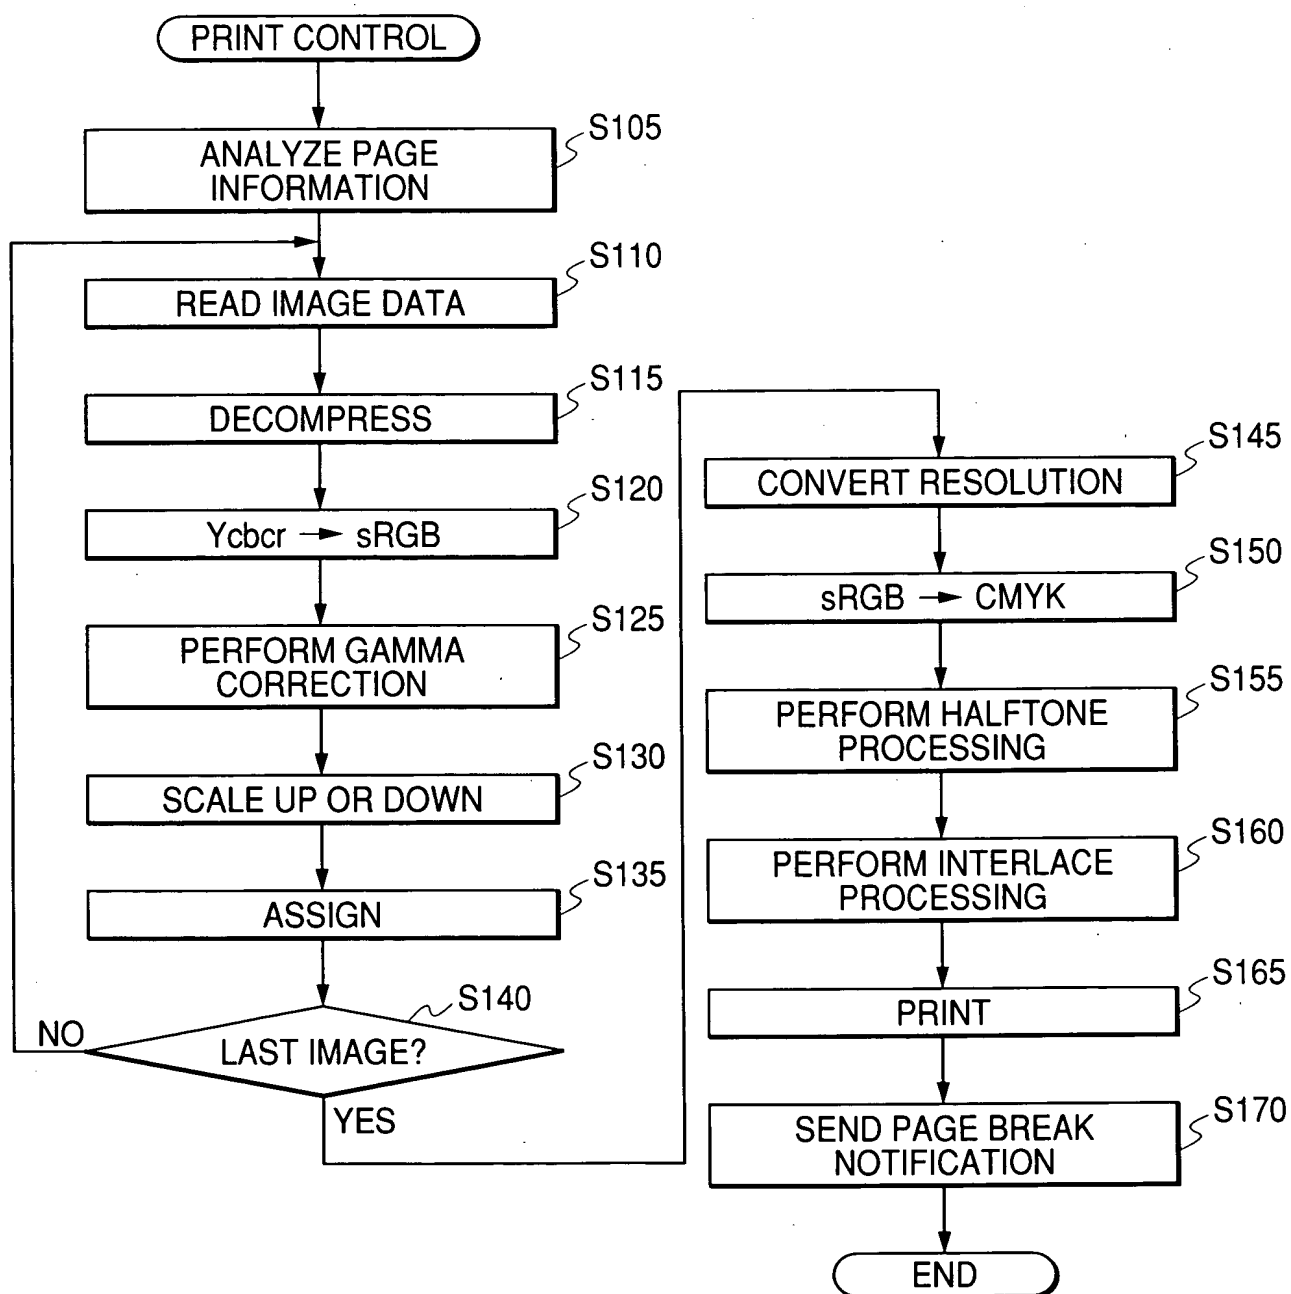 PRINT CONTROL
S105
ANALYZE PAGE
INFORMATION
S110
READ IMAGE DATA
S115
DECOMPRESS
S120
Ycbcr → sRGB
S125
PERFORM GAMMA
CORRECTION
S130
SCALE UP OR DOWN
S135
ASSIGN
S140
NO
LAST IMAGE?
YES
S145
CONVERT RESOLUTION
S150
sRGB → CMYK
S155
PERFORM HALFTONE
PROCESSING
S160
PERFORM INTERLACE
PROCESSING
S165
PRINT
S170
SEND PAGE BREAK
NOTIFICATION
END